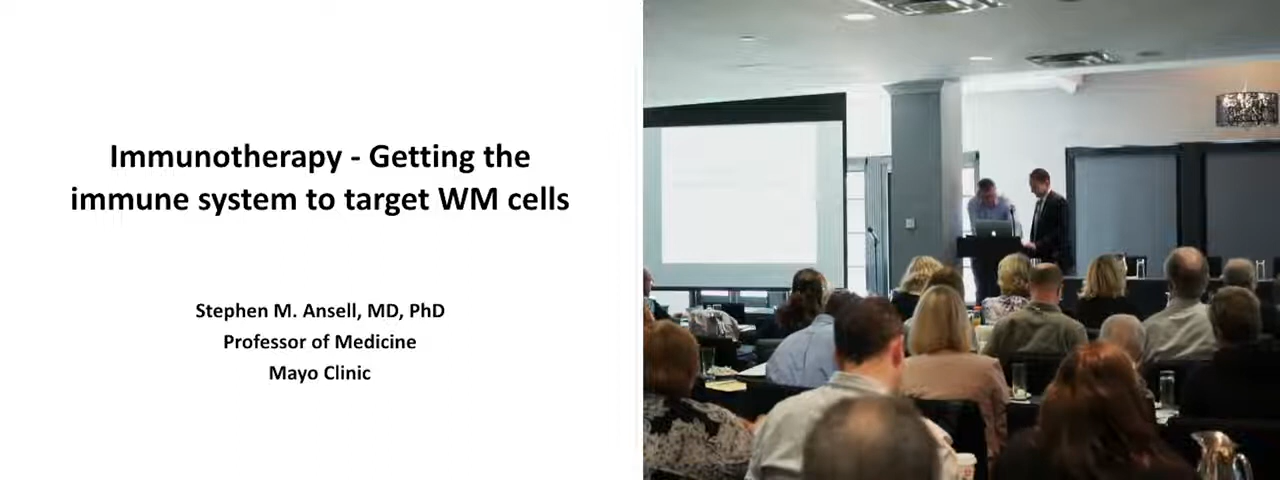 Immunotherapy - Getting the
immune system to target WM cells
Stephen M. Ansell, MD, PhD
Professor of Medicine
Mayo Clinic